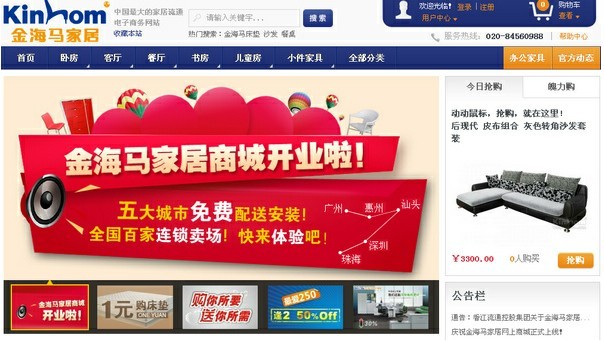 Kinhom
金海马家居
中国最大的家居流通
电子商务网站
收藏本站
请输入关键字...
搜索
热门搜索：金海马床垫 沙发 餐桌
欢迎光临！ 登录 | 注册
用户中心
0
购物车
查看
服务热线：020-84560988 | 帮助中心
首页 卧房 客厅 餐厅 书房 儿童房 小件家具 全部分类 办公家具 官方动态
金海马家居商城开业啦！
五大城市免费配送安装！
全国百家连锁卖场！快来体验吧！
广州 惠州 汕头
深圳
珠海
金海马家居商城
开业啦！
1元购床垫
ONE YUAN
购你所要
送你所需
最爱250
逢2 50%Off
今日抢购 魄力购
动动鼠标，抢购，就在这里！
后现代 皮布组合 灰色转角沙发套
装
￥3300.00 0人购买 抢购
公告栏
通告：香江流通控股集团关于金海马家居...
庆祝金海马家居网上商城正式上线！